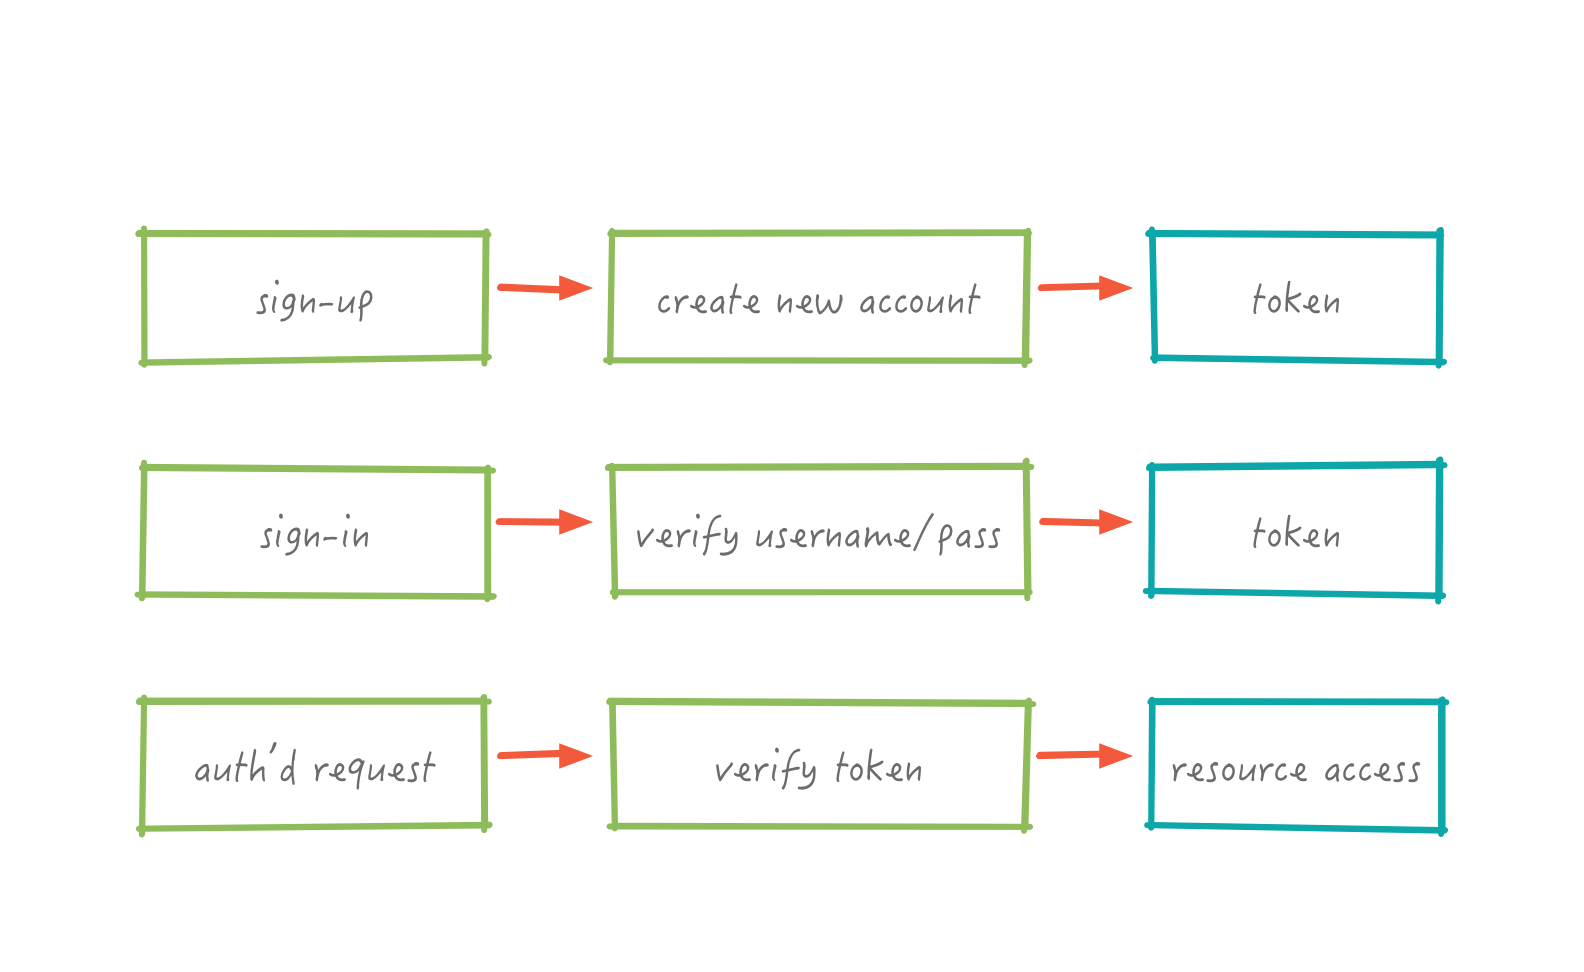 sign-up
create new account
token
sign-in
verify username/pass
token
auth'd request
verify token
resource access